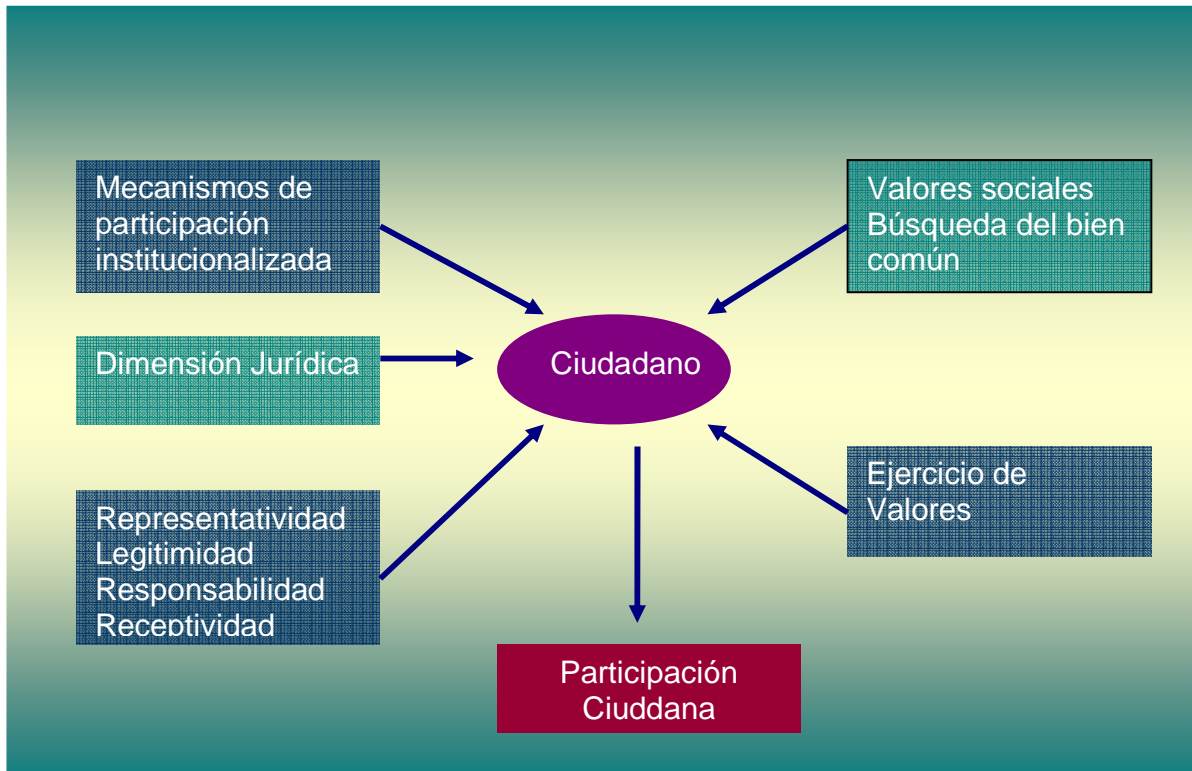 Mecanismos de
participación
institucionalizada
Valores sociales
Búsqueda del bien
común
Dimensión Jurídica
Ciudadano
Representatividad
Legitimidad
Responsabilidad
Receptividad
Ejercicio de
Valores
Participación
Ciuddana